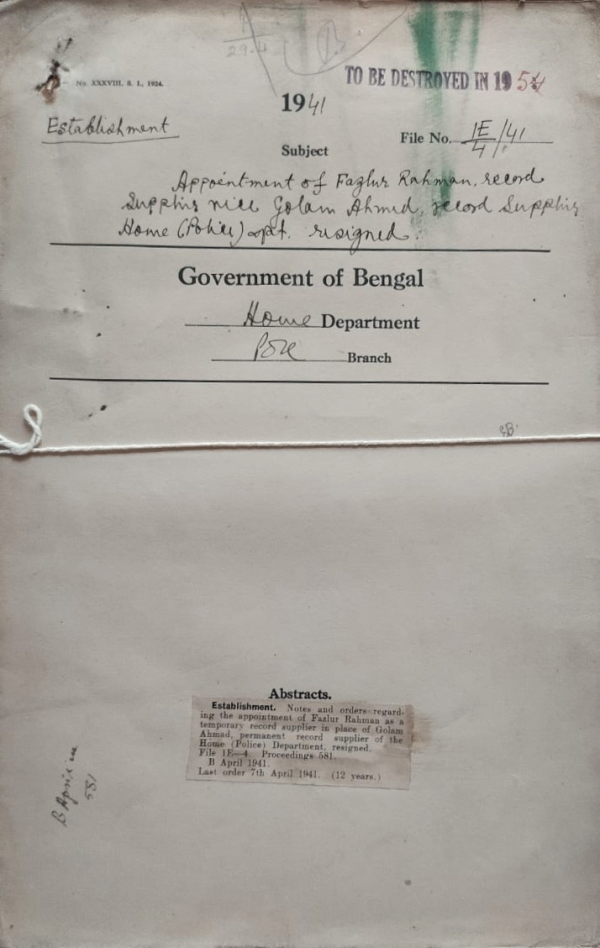 No. XXXVIII. S. I., 1924.
TO BE DESTROYED IN 1954
1941
Establishment
File No. 1E/4/41
Subject
Appointment of Fazlur Rahman, record
Supplier vice Golam Ahmed, record Supplier
Home (Police) Dept. resigned.
Government of Bengal
Home Department
Pol Branch
Abstracts.
Establishment. Notes and orders regard-
ing the appointment of Fazlur Rahman as a
temporary record supplier in place of Golam
Ahmad, permanent record supplier of the
Home (Police) Department, resigned.
File 1E—4. Proceedings 581.
B April 1941.
Last order 7th April 1941. (12 years.)
B April
581